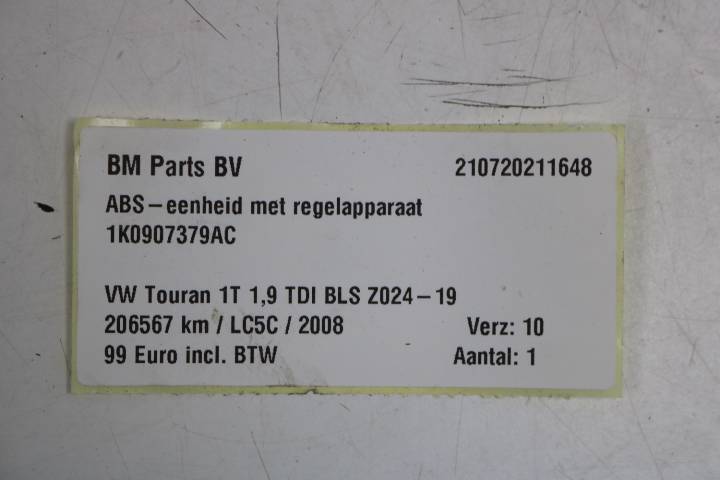 BM Parts BV 210720211648
ABS-eenheid met regelapparaat
1K0907379AC
VW Touran 1T 1,9 TDI BLS Z024-19
206567 km / LC5C / 2008 Verz: 10
99 Euro incl. BTW Aantal: 1